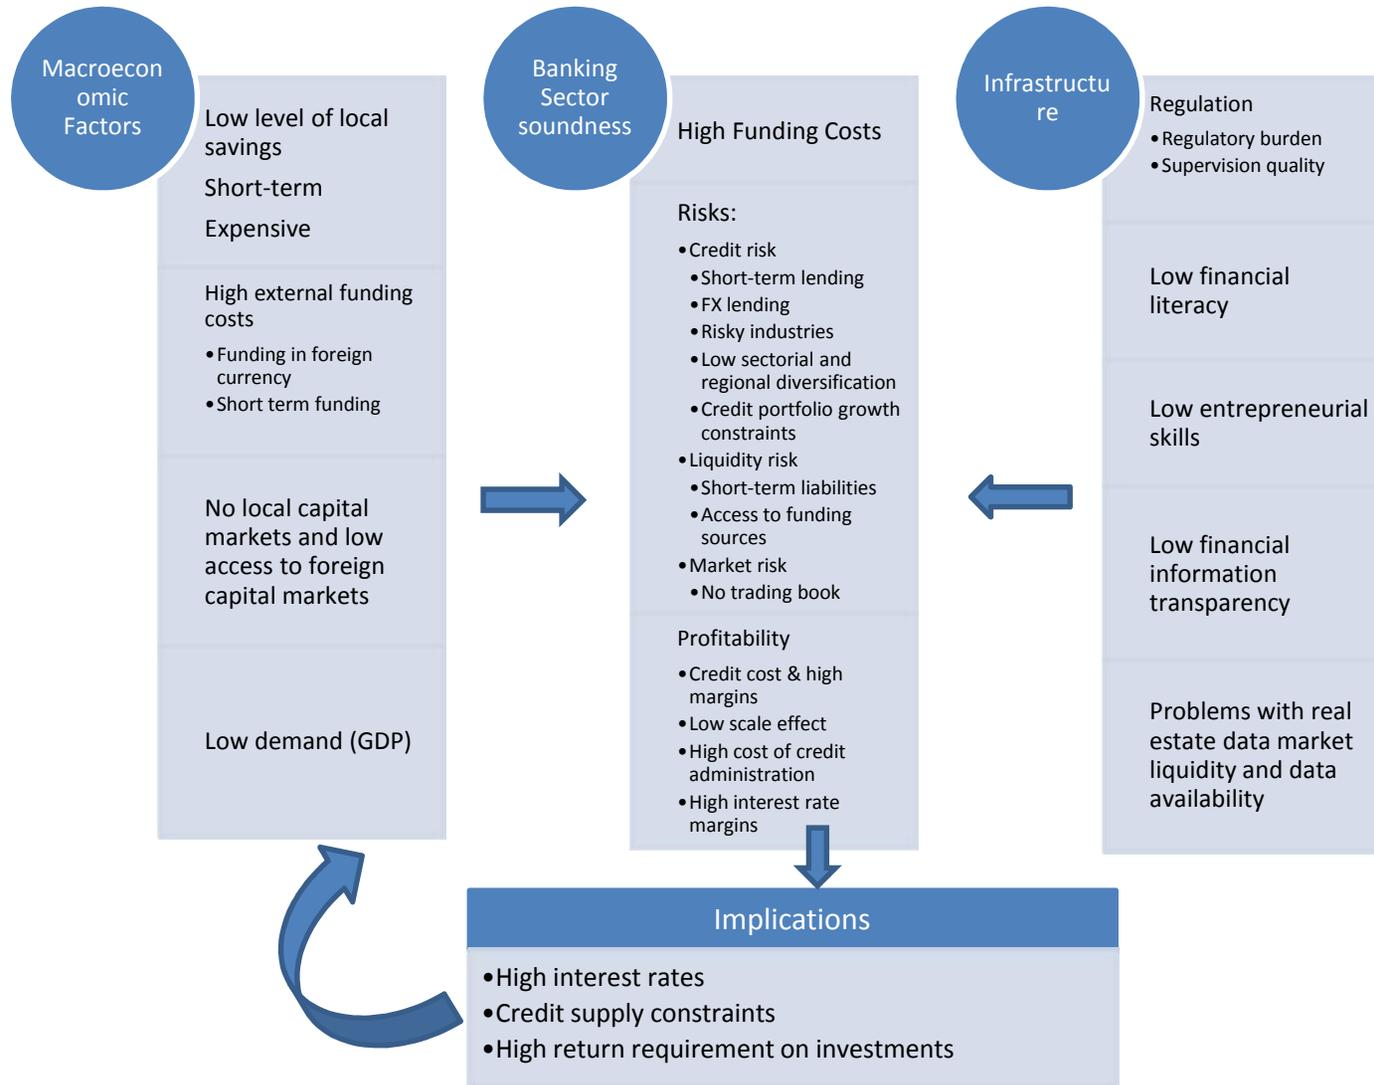 Macroecon
omic
Factors
Low level of local
savings
Short-term
Expensive
High external funding
costs
•Funding in foreign
currency
•Short term funding
No local capital
markets and low
access to foreign
capital markets
Low demand (GDP)
Banking
Sector
soundness
High Funding Costs
Risks:
•Credit risk
•Short-term lending
•FX lending
•Risky industries
•Low sectorial and
regional diversification
•Credit portfolio growth
constraints
•Liquidity risk
•Short-term liabilities
•Access to funding
sources
•Market risk
•No trading book
Profitability
•Credit cost & high
margins
•Low scale effect
•High cost of credit
administration
•High interest rate
margins
Infrastructu
re
Regulation
•Regulatory burden
•Supervision quality
Low financial
literacy
Low entrepreneurial
skills
Low financial
information
transparency
Problems with real
estate data market
liquidity and data
availability
Implications
•High interest rates
•Credit supply constraints
•High return requirement on investments